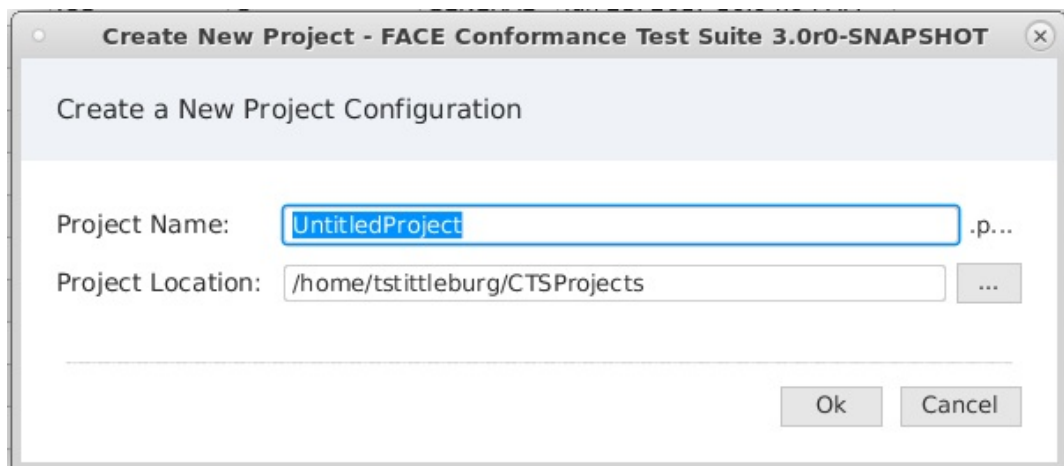 Create New Project - FACE Conformance Test Suite 3.0r0-SNAPSHOT
Create a New Project Configuration
Project Name: UntitledProject .p...
Project Location: /home/tstittleburg/CTSProjects ...
Ok Cancel